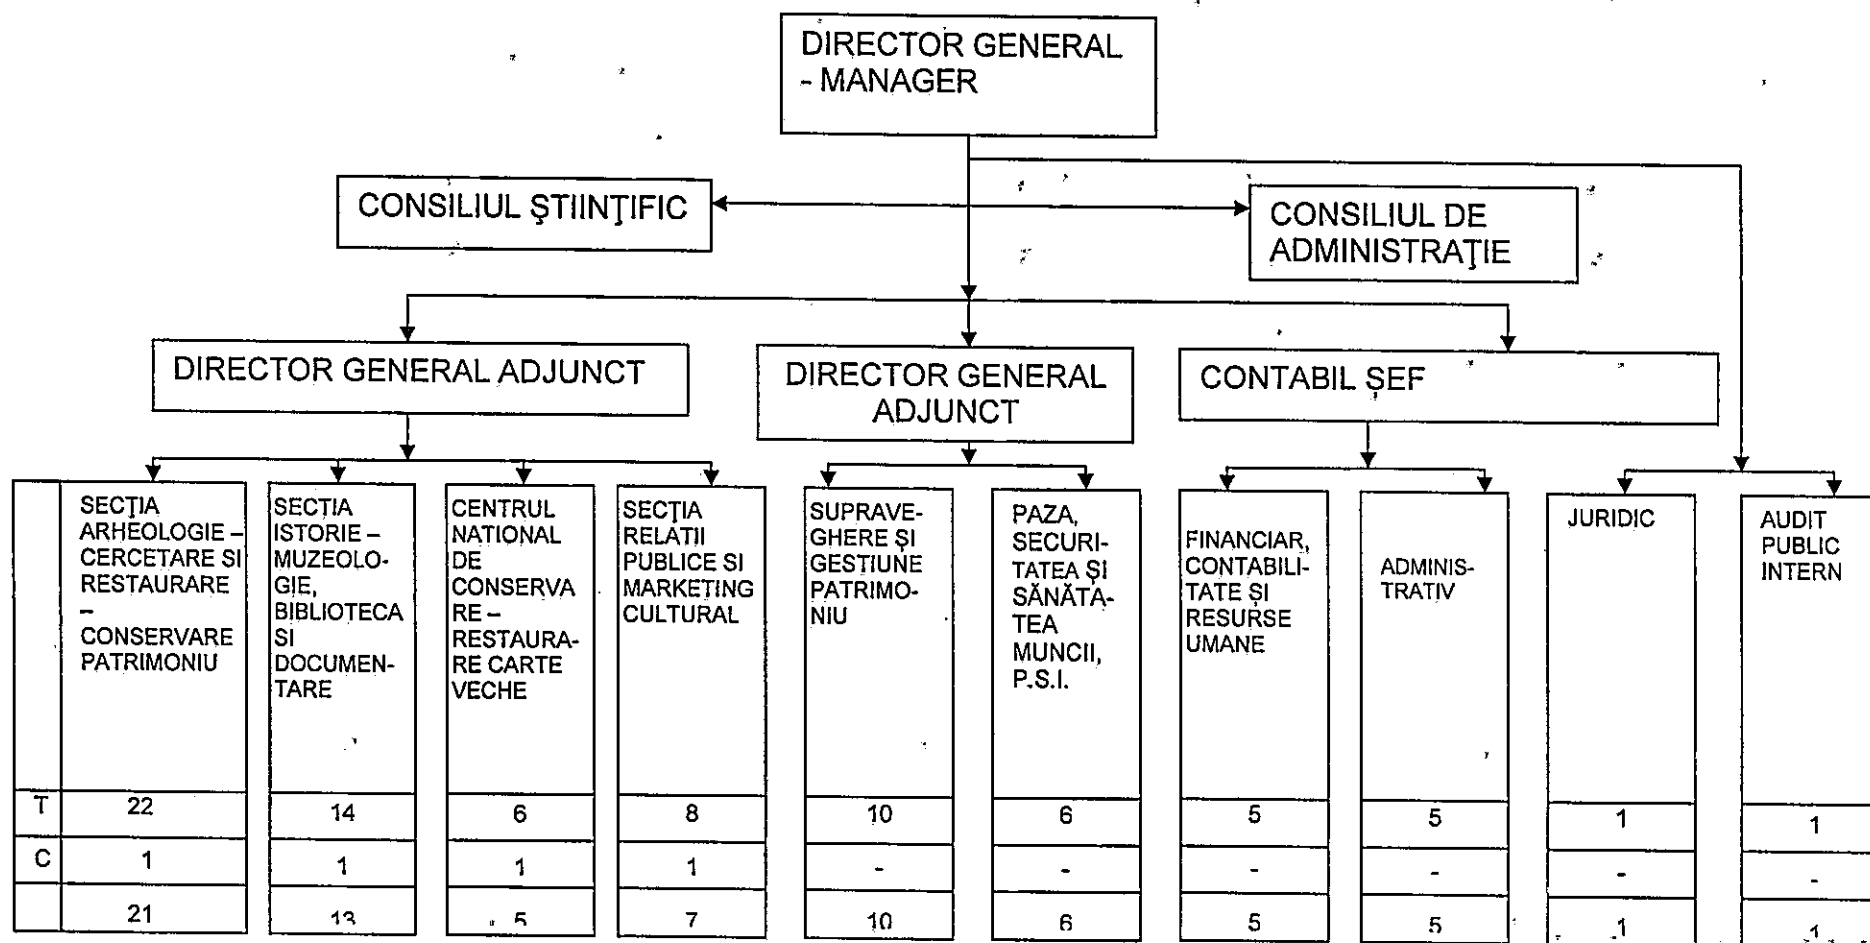 DIRECTOR GENERAL
- MANAGER
CONSILIUL ŞTIINŢIFIC
CONSILIUL DE
ADMINISTRAŢIE
DIRECTOR GENERAL ADJUNCT
DIRECTOR GENERAL
ADJUNCT
CONTABIL SEF
SECŢIA
ARHEOLOGIE –
CERCETARE SI
RESTAURARE
–
CONSERVARE
PATRIMONIU
SECTIA
ISTORIE –
MUZEOLO-
GIE,
BIBLIOTECA
SI
DOCUMEN-
TARE
CENTRUL
NATIONAL
DE
CONSERVA
RE –
RESTAURA-
RE CARTE
VECHE
SECŢIA
RELATII
PUBLICE SI
MARKETING
CULTURAL
SUPRAVE-
GHERE ŞI
GESTIUNE
PATRIMO-
NIU
PAZA,
SECURI-
TATEA ŞI
SĂNĂTA-
TEA
MUNCII,
P.S.I.
FINANCIAR,
CONTABILI-
TATE ŞI
RESURSE
UMANE
ADMINIS-
TRATIV
JURIDIC
AUDIT
PUBLIC
INTERN
T 22 14 6 8 10 6 5 5 1 1
C 1 1 1 1 - - - - - -
21 13 5 7 10 6 5 5 1 1